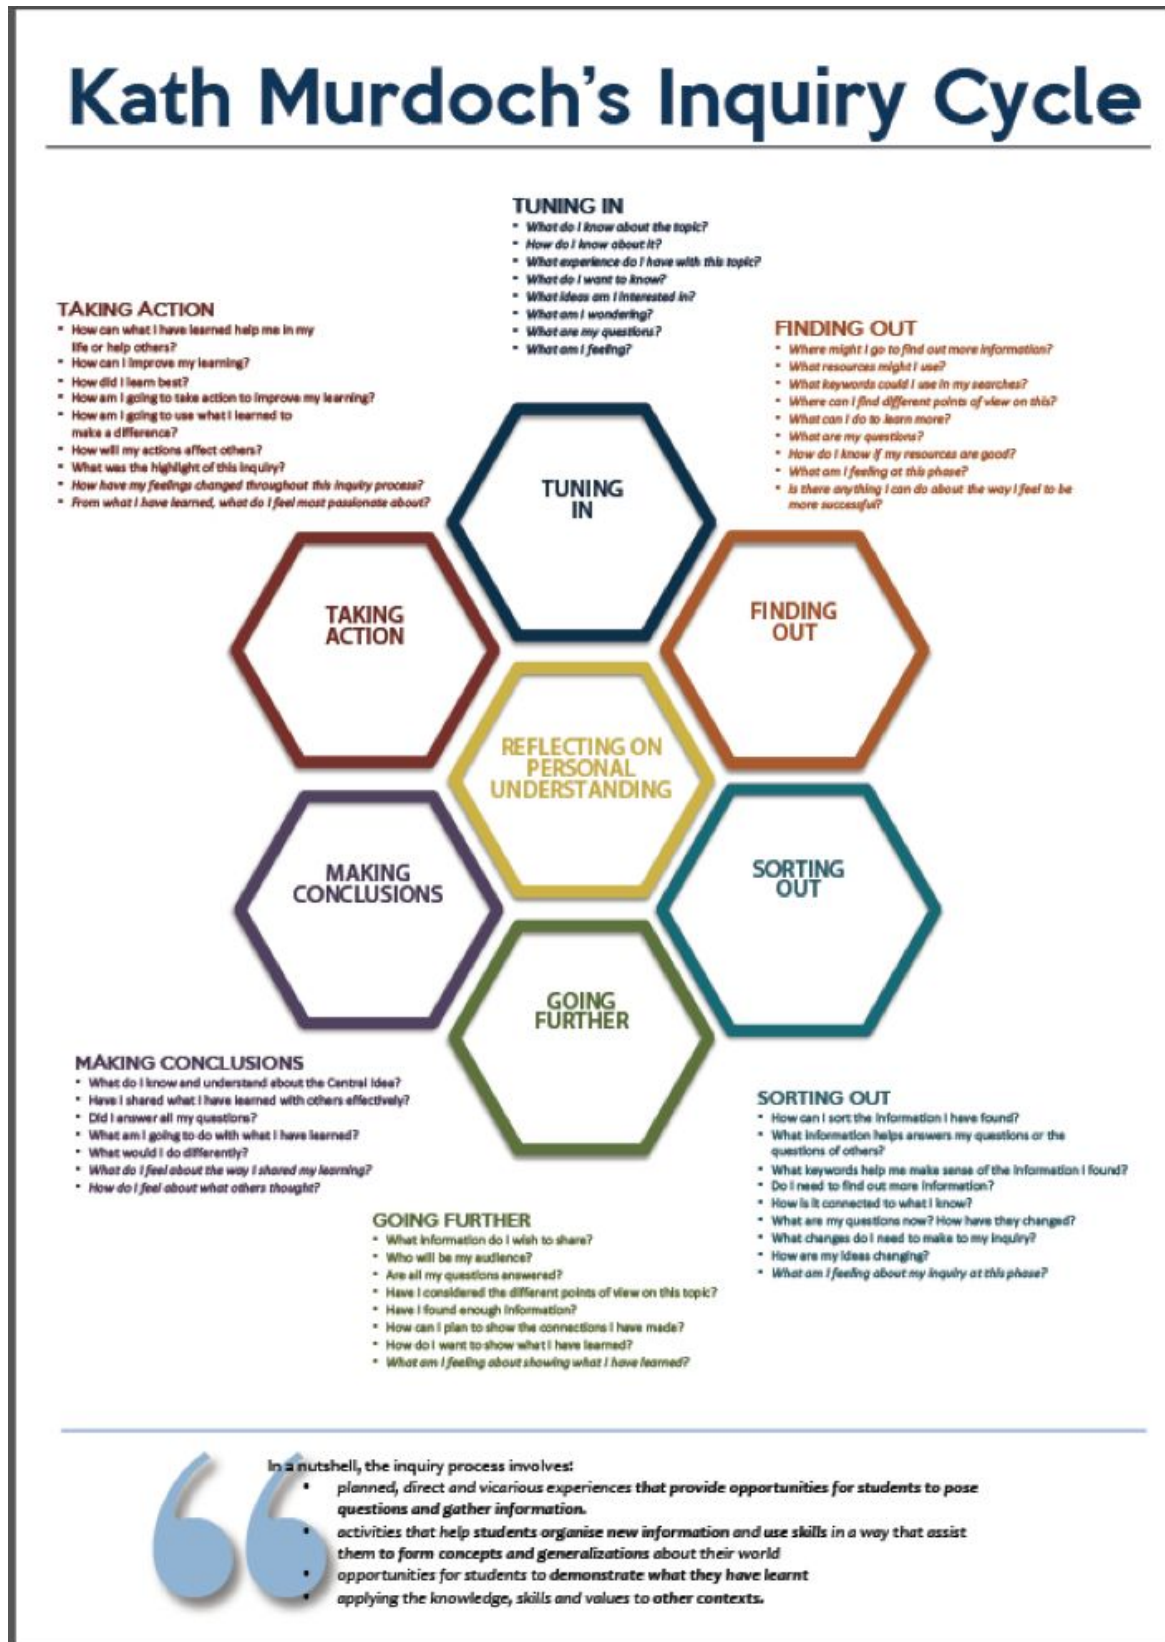 Kath Murdoch's Inquiry Cycle
TUNING IN
• What do I know about the topic?
• How do I know about it?
• What experience do I have with this topic?
• What do I want to know?
• What ideas am I interested in?
• What am I wondering?
• What are my questions?
• What am I feeling?
TAKING ACTION
• How can what I have learned help me in my
life or help others?
• How can I improve my learning?
• How did I learn best?
• How am I going to take action to improve my learning?
• How am I going to use what I learned to
make a difference?
• How will my actions affect others?
• What was the highlight of this inquiry?
• How have my feelings changed throughout this inquiry process?
• From what I have learned, what do I feel most passionate about?
FINDING OUT
• Where might I go to find out more information?
• What resources might I use?
• What keywords could I use in my searches?
• Where can I find different points of view on this?
• What can I do to learn more?
• What are my questions?
• How do I know if my resources are good?
• What am I feeling at this phase?
• Is there anything I can do about the way I feel to be
more successful?
TUNING
IN
TAKING
ACTION
FINDING
OUT
REFLECTING ON
PERSONAL
UNDERSTANDING
MAKING
CONCLUSIONS
SORTING
OUT
GOING
FURTHER
MAKING CONCLUSIONS
• What do I know and understand about the Central Idea?
• Have I shared what I have learned with others effectively?
• Did I answer all my questions?
• What am I going to do with what I have learned?
• What would I do differently?
• What do I feel about the way I shared my learning?
• How do I feel about what others thought?
SORTING OUT
• How can I sort the information I have found?
• What information helps answers my questions or the
questions of others?
• What keywords help me make sense of the information I found?
• Do I need to find out more information?
• How is it connected to what I know?
• What are my questions now? How have they changed?
• What changes do I need to make to my inquiry?
• How are my ideas changing?
• What am I feeling about my inquiry at this phase?
GOING FURTHER
• What information do I wish to share?
• Who will be my audience?
• Are all my questions answered?
• Have I considered the different points of view on this topic?
• Have I found enough information?
• How can I plan to show the connections I have made?
• How do I want to show what I have learned?
• What am I feeling about showing what I have learned?
In a nutshell, the inquiry process involves:
• planned, direct and vicarious experiences that provide opportunities for students to pose
questions and gather information.
• activities that help students organise new information and use skills in a way that assist
them to form concepts and generalizations about their world
• opportunities for students to demonstrate what they have learnt
• applying the knowledge, skills and values to other contexts.